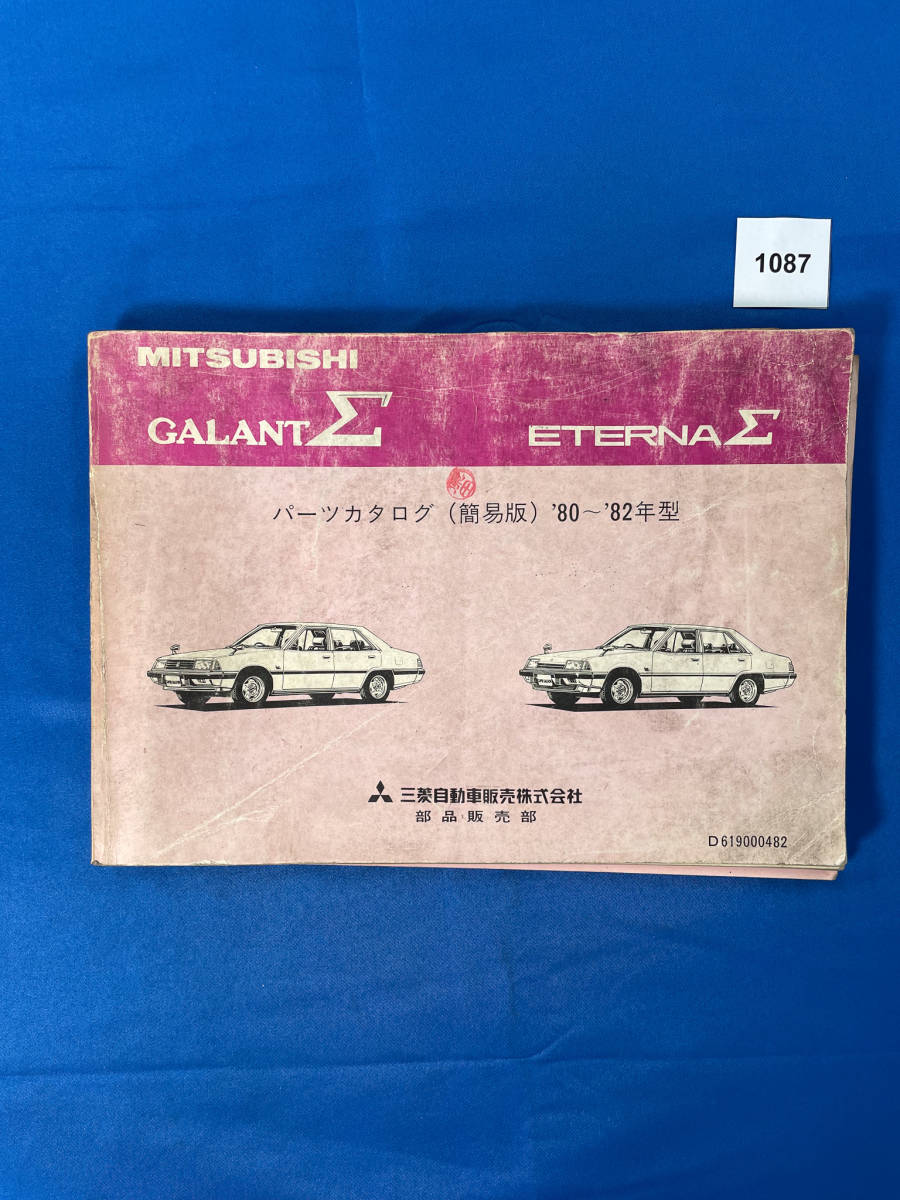 1087
MITSUBISHI
GALANT Σ
ETERNA Σ
パーツカタログ（簡易版）'80～'82年型
三菱自動車販売株式会社
部品販売部
D619000482